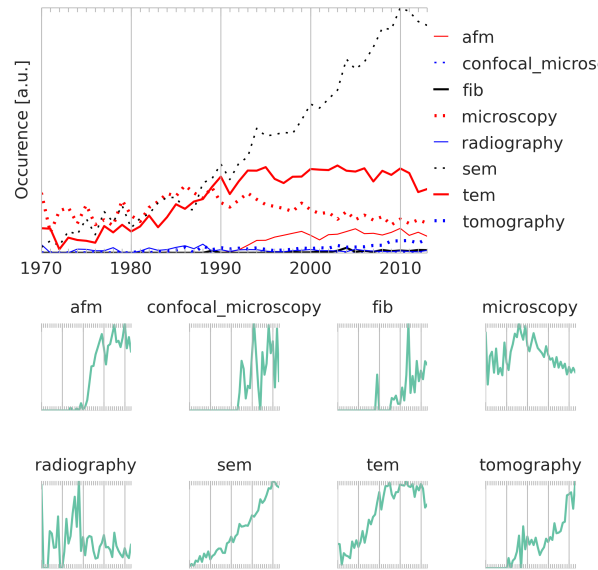 Occurence [a.u.]
afm
confocal_micros
fib
microscopy
radiography
sem
tem
tomography
1970 1980 1990 2000 2010
afm confocal_microscopy fib microscopy
radiography sem tem tomography